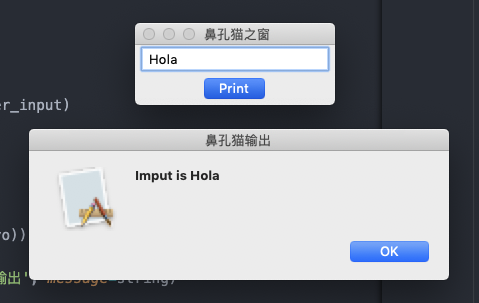 鼻孔猫之窗
Hola
Print
er_input)
鼻孔猫输出
Imput is Hola
ro))
OK
输出', message=string)